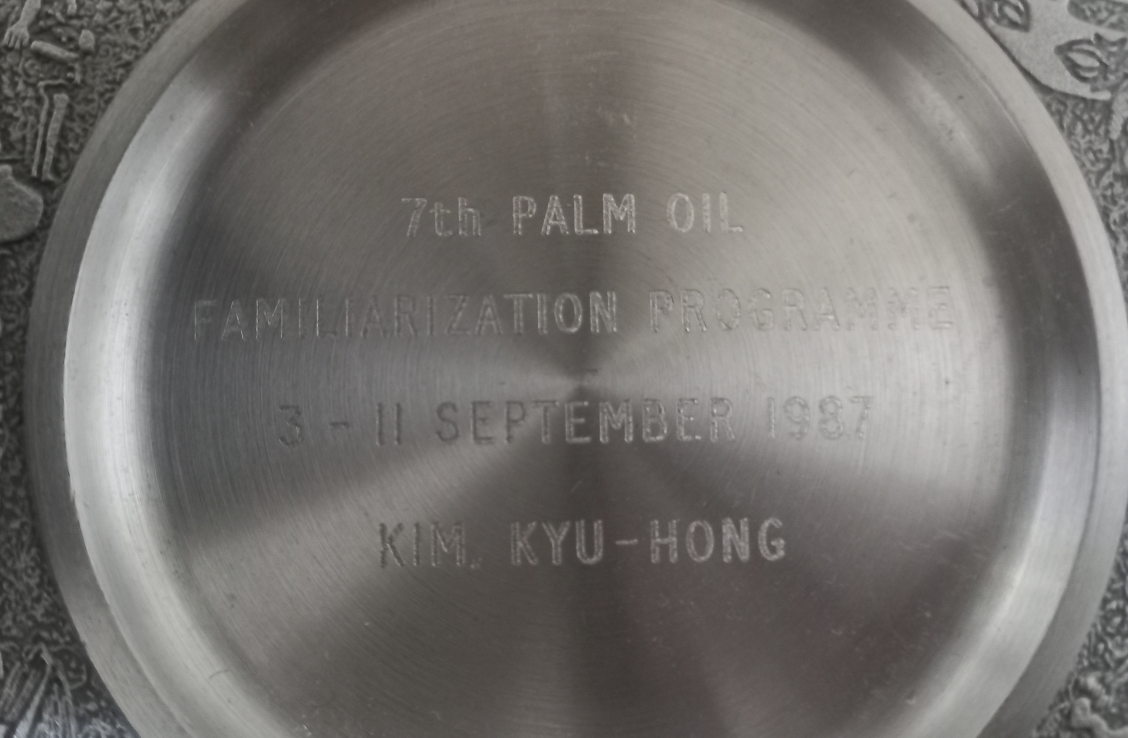 7th PALM OIL
FAMILIARIZATION PROGRAMME
3 - 11 SEPTEMBER 1987
KIM, KYU-HONG